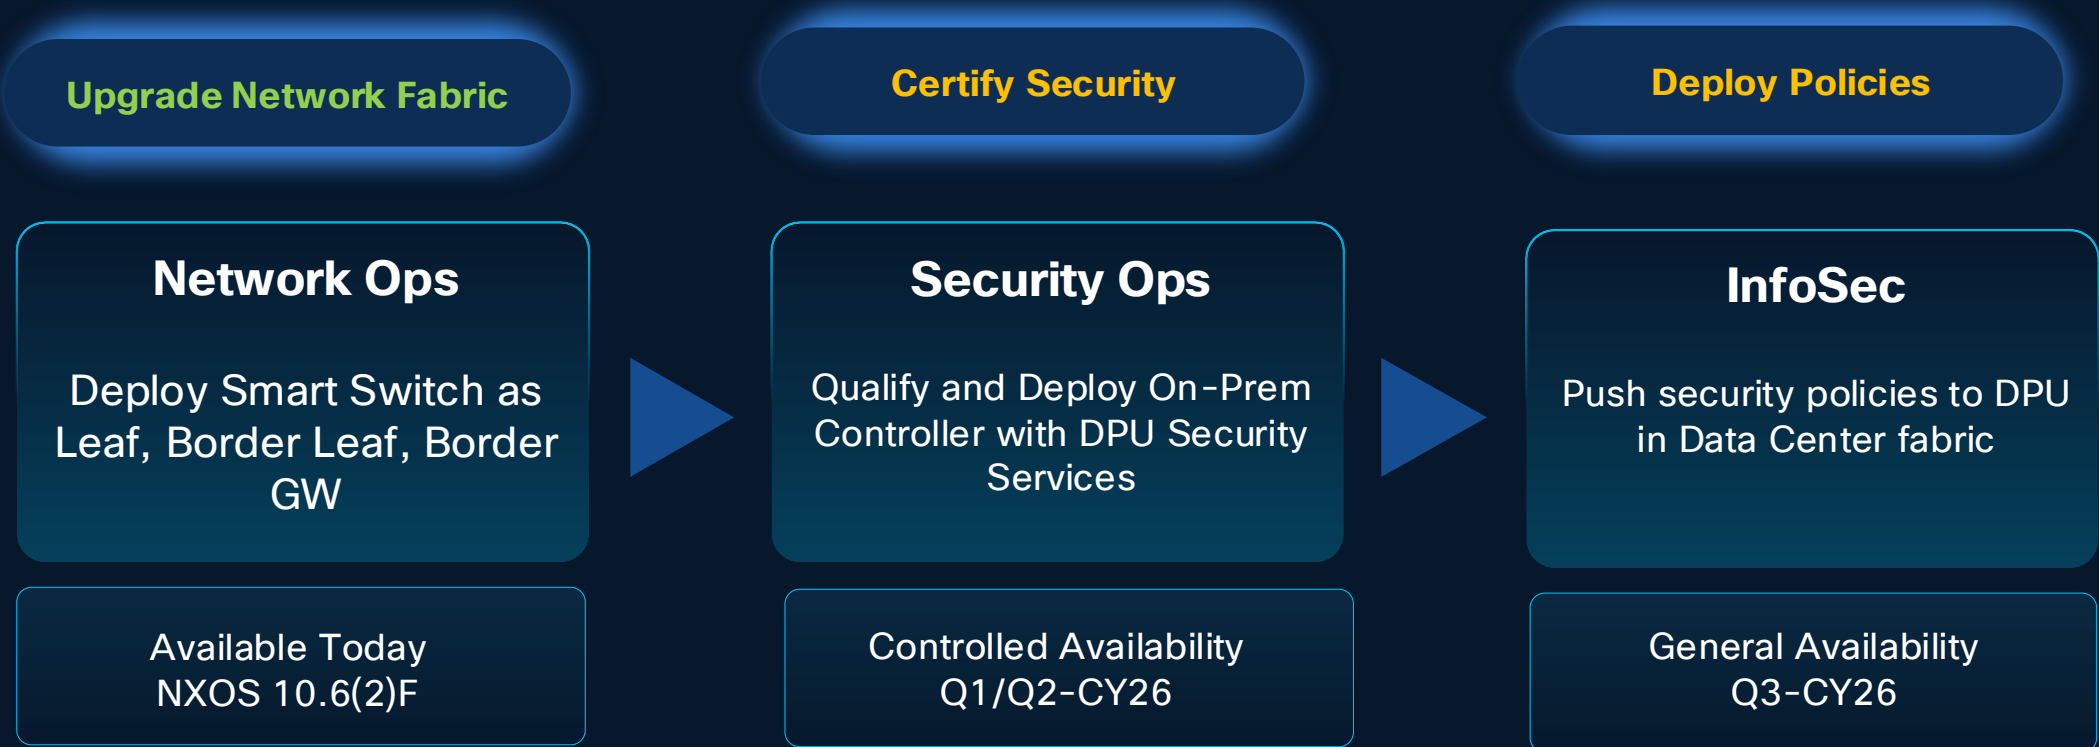 Upgrade Network Fabric
Certify Security
Deploy Policies
Network Ops
Deploy Smart Switch as
Leaf, Border Leaf, Border
GW
Security Ops
Qualify and Deploy On-Prem
Controller with DPU Security
Services
InfoSec
Push security policies to DPU
in Data Center fabric
Available Today
NXOS 10.6(2)F
Controlled Availability
Q1/Q2-CY26
General Availability
Q3-CY26